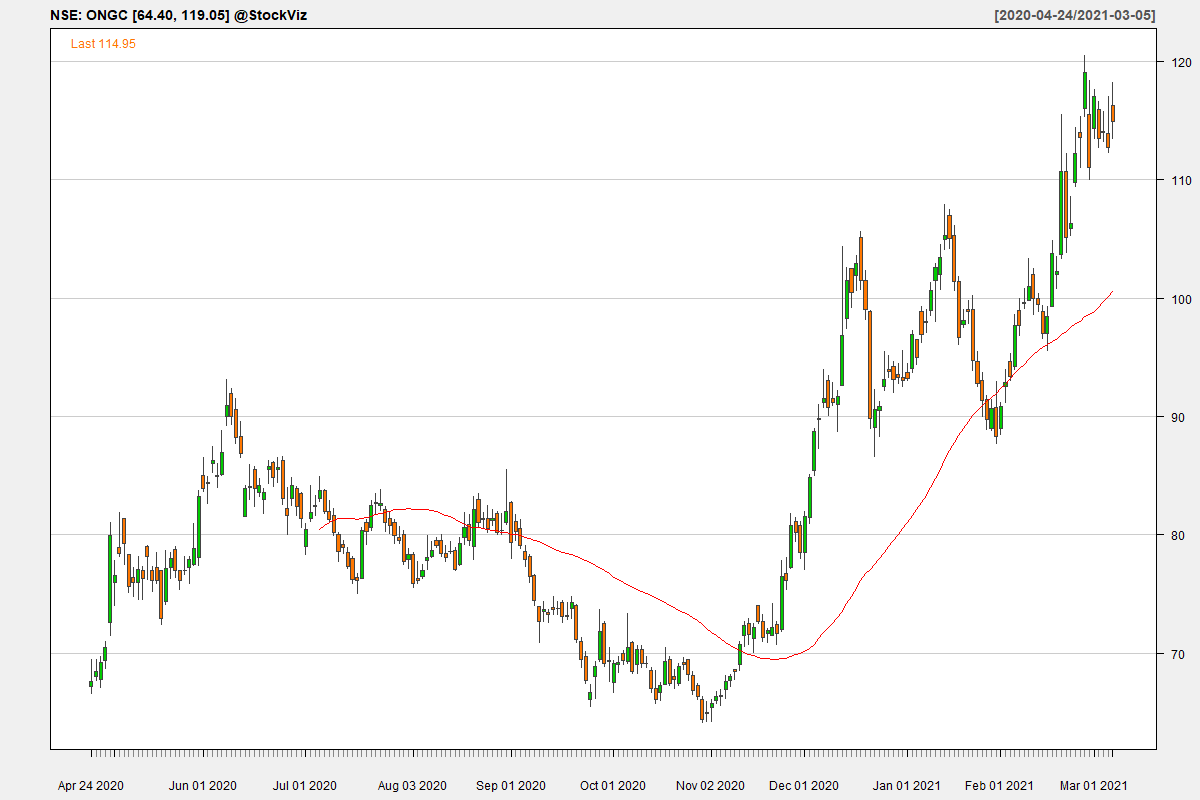 NSE: ONGC [64.40, 119.05] @StockViz [2020-04-24/2021-03-05]
Last 114.95
120
110
100
90
80
70
Apr 24 2020 Jun 01 2020 Jul 01 2020 Aug 03 2020 Sep 01 2020 Oct 01 2020 Nov 02 2020 Dec 01 2020 Jan 01 2021 Feb 01 2021 Mar 01 2021